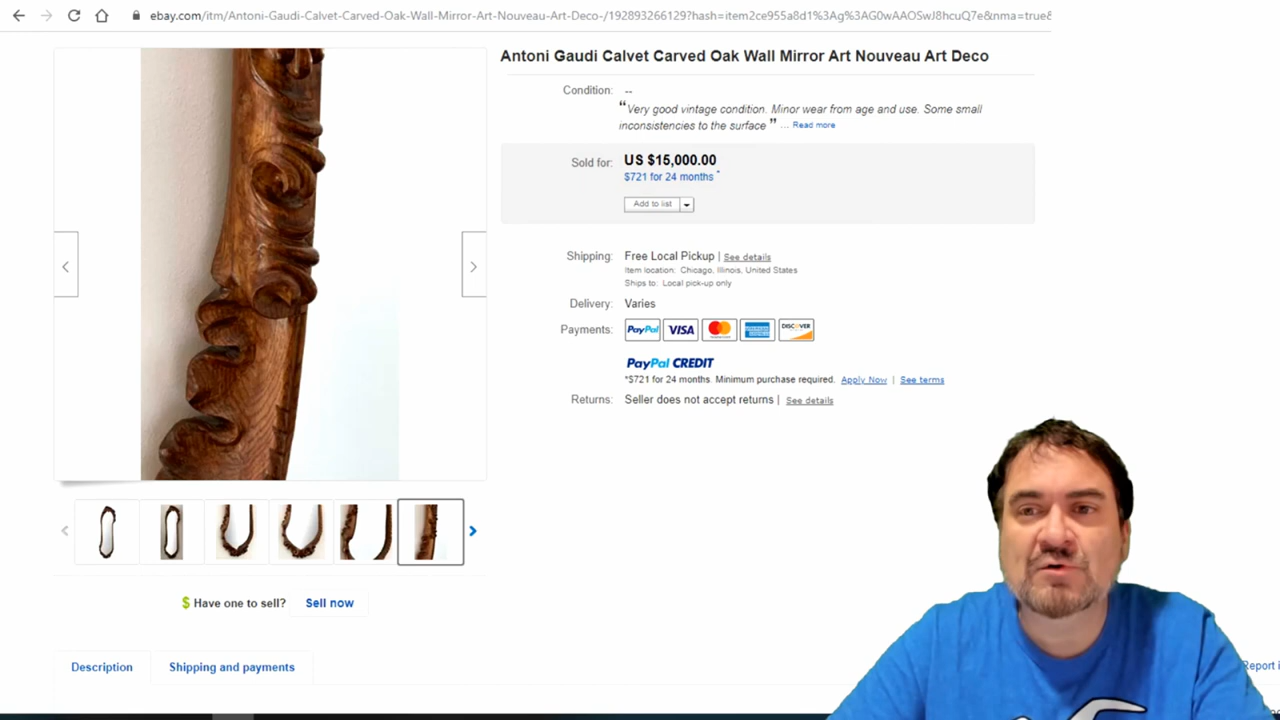 ebay.com/itm/Antoni-Gaudi-Calvet-Carved-Oak-Wall-Mirror-Art-Nouveau-Art-Deco-/192893266129?hash=item2ce955a8d1%3Ag%3AG0wAAOSwJ8hcuQ7e&nma=true&
Antoni Gaudi Calvet Carved Oak Wall Mirror Art Nouveau Art Deco
Condition: --
“Very good vintage condition. Minor wear from age and use. Some small
inconsistencies to the surface ” ... Read more
Sold for: US $15,000.00
$721 for 24 months *
Add to list
Shipping: Free Local Pickup | See details
Item location: Chicago, Illinois, United States
Ships to: Local pick-up only
Delivery: Varies
Payments: PayPal VISA MasterCard AMERICAN EXPRESS DISCOVER
PayPal CREDIT
*$721 for 24 months. Minimum purchase required. Apply Now | See terms
Returns: Seller does not accept returns | See details
$ Have one to sell? Sell now
Description Shipping and payments
Report i